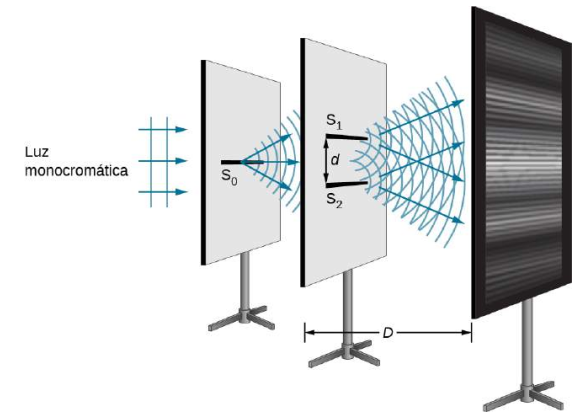 Luz
monocromática
S₀
S₁
d
S₂
D